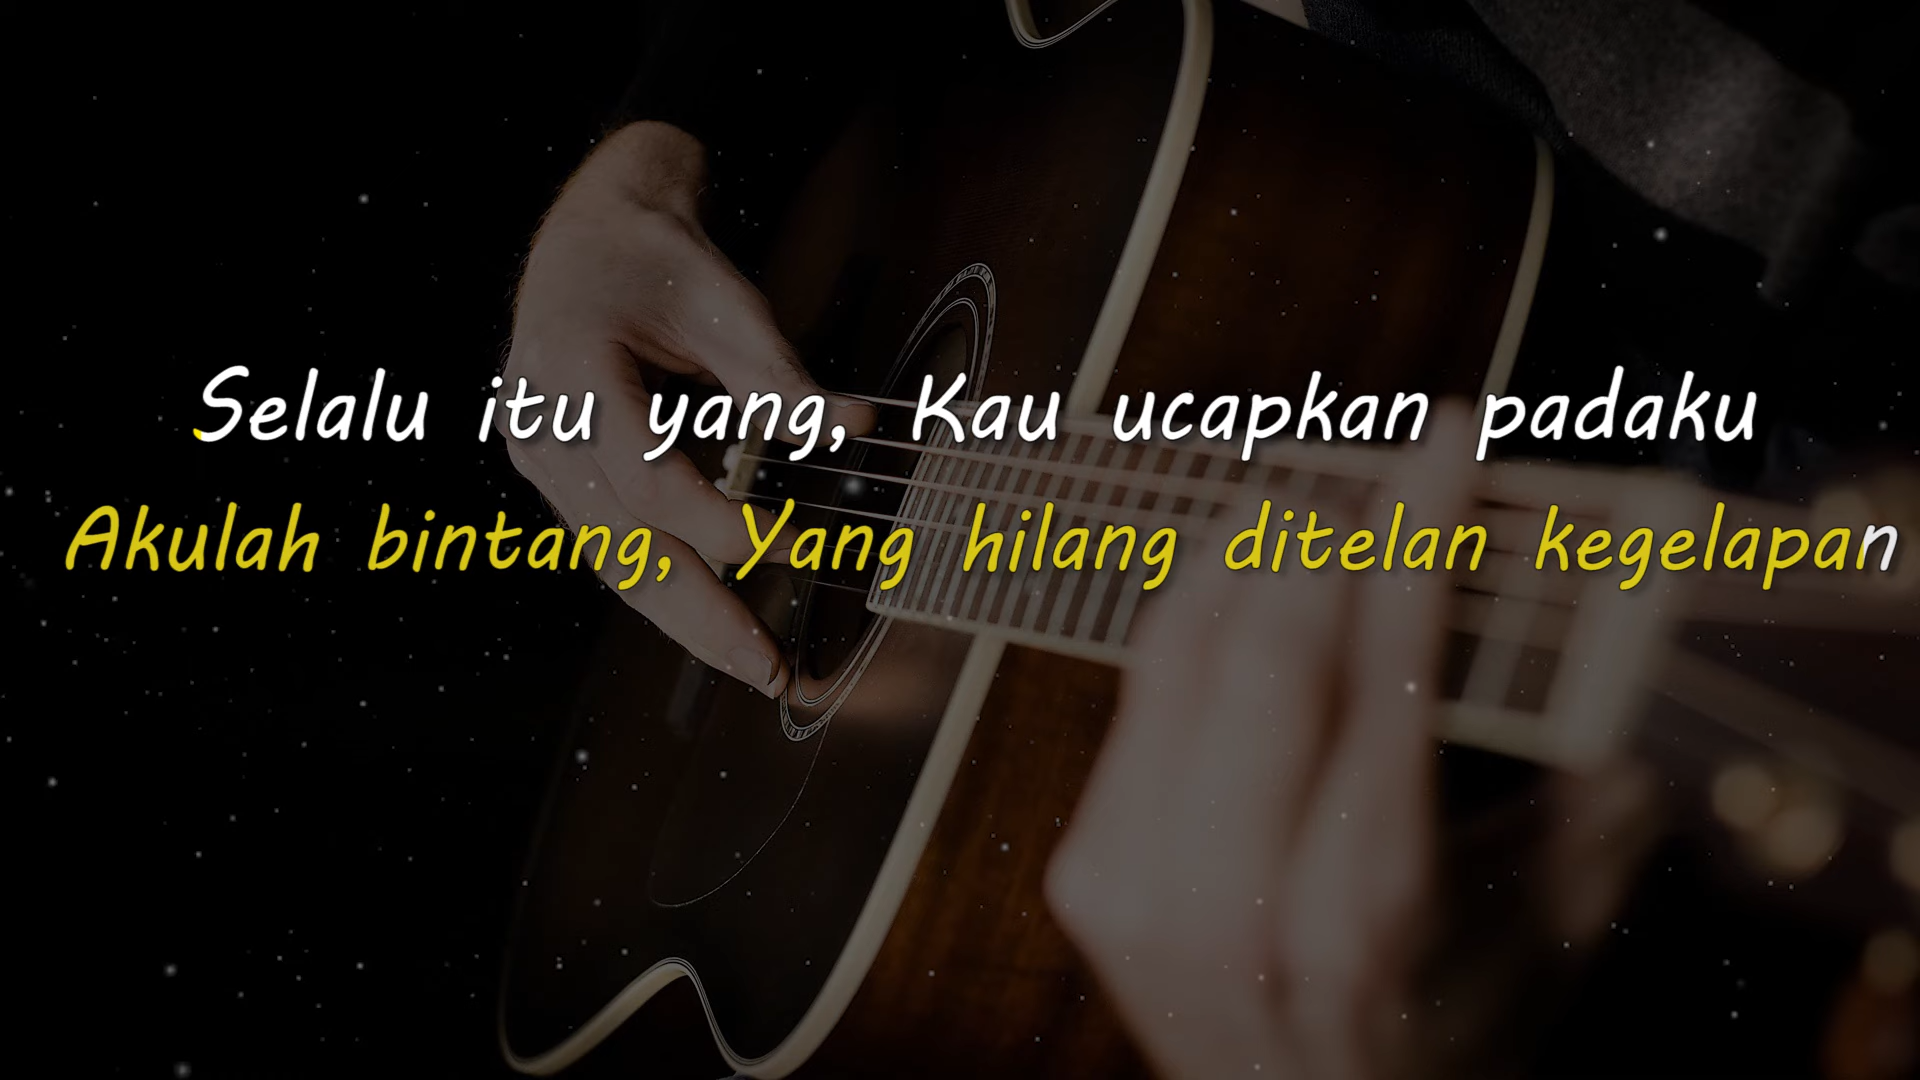 Selalu itu yang, Kau ucapkan padaku
Akulah bintang, Yang hilang ditelan kegelapan